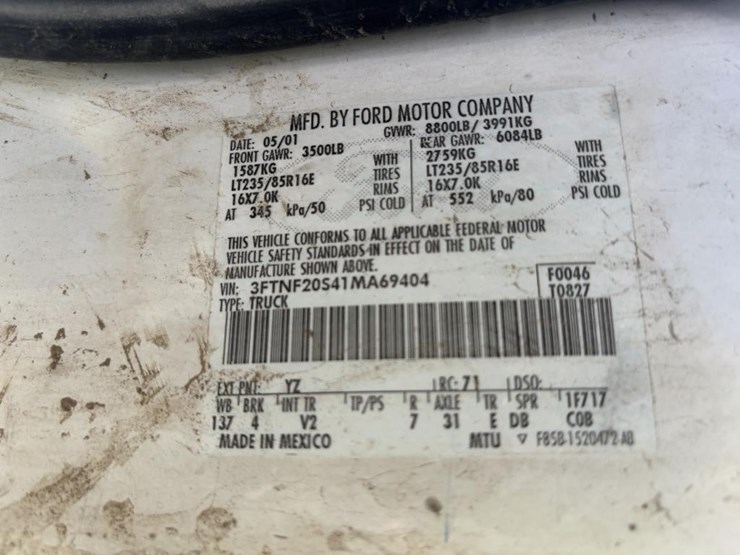 MFD. BY FORD MOTOR COMPANY
DATE: 05/01 GVWR: 8800LB/ 3991KG
FRONT GAWR: 3500LB REAR GAWR: 6084LB
1587KG WITH 2759KG WITH
LT235/85R16E TIRES LT235/85R16E TIRES
16X7.0K RIMS 16X7.0K RIMS
AT 345 kPa/50 PSI COLD AT 552 kPa/80 PSI COLD
THIS VEHICLE CONFORMS TO ALL APPLICABLE FEDERAL MOTOR
VEHICLE SAFETY STANDARDS IN EFFECT ON THE DATE OF
MANUFACTURE SHOWN ABOVE.
VIN: 3FTNF20S41MA69404 F0046
TYPE: TRUCK T0827
EXT PNT: YZ RC: 71 DSO:
WB BRK INT TR TP/PS R AXLE TR SPR 1F717
137 4 V2 7 31 E DB COB
MADE IN MEXICO MTU F85B-1520472-AB